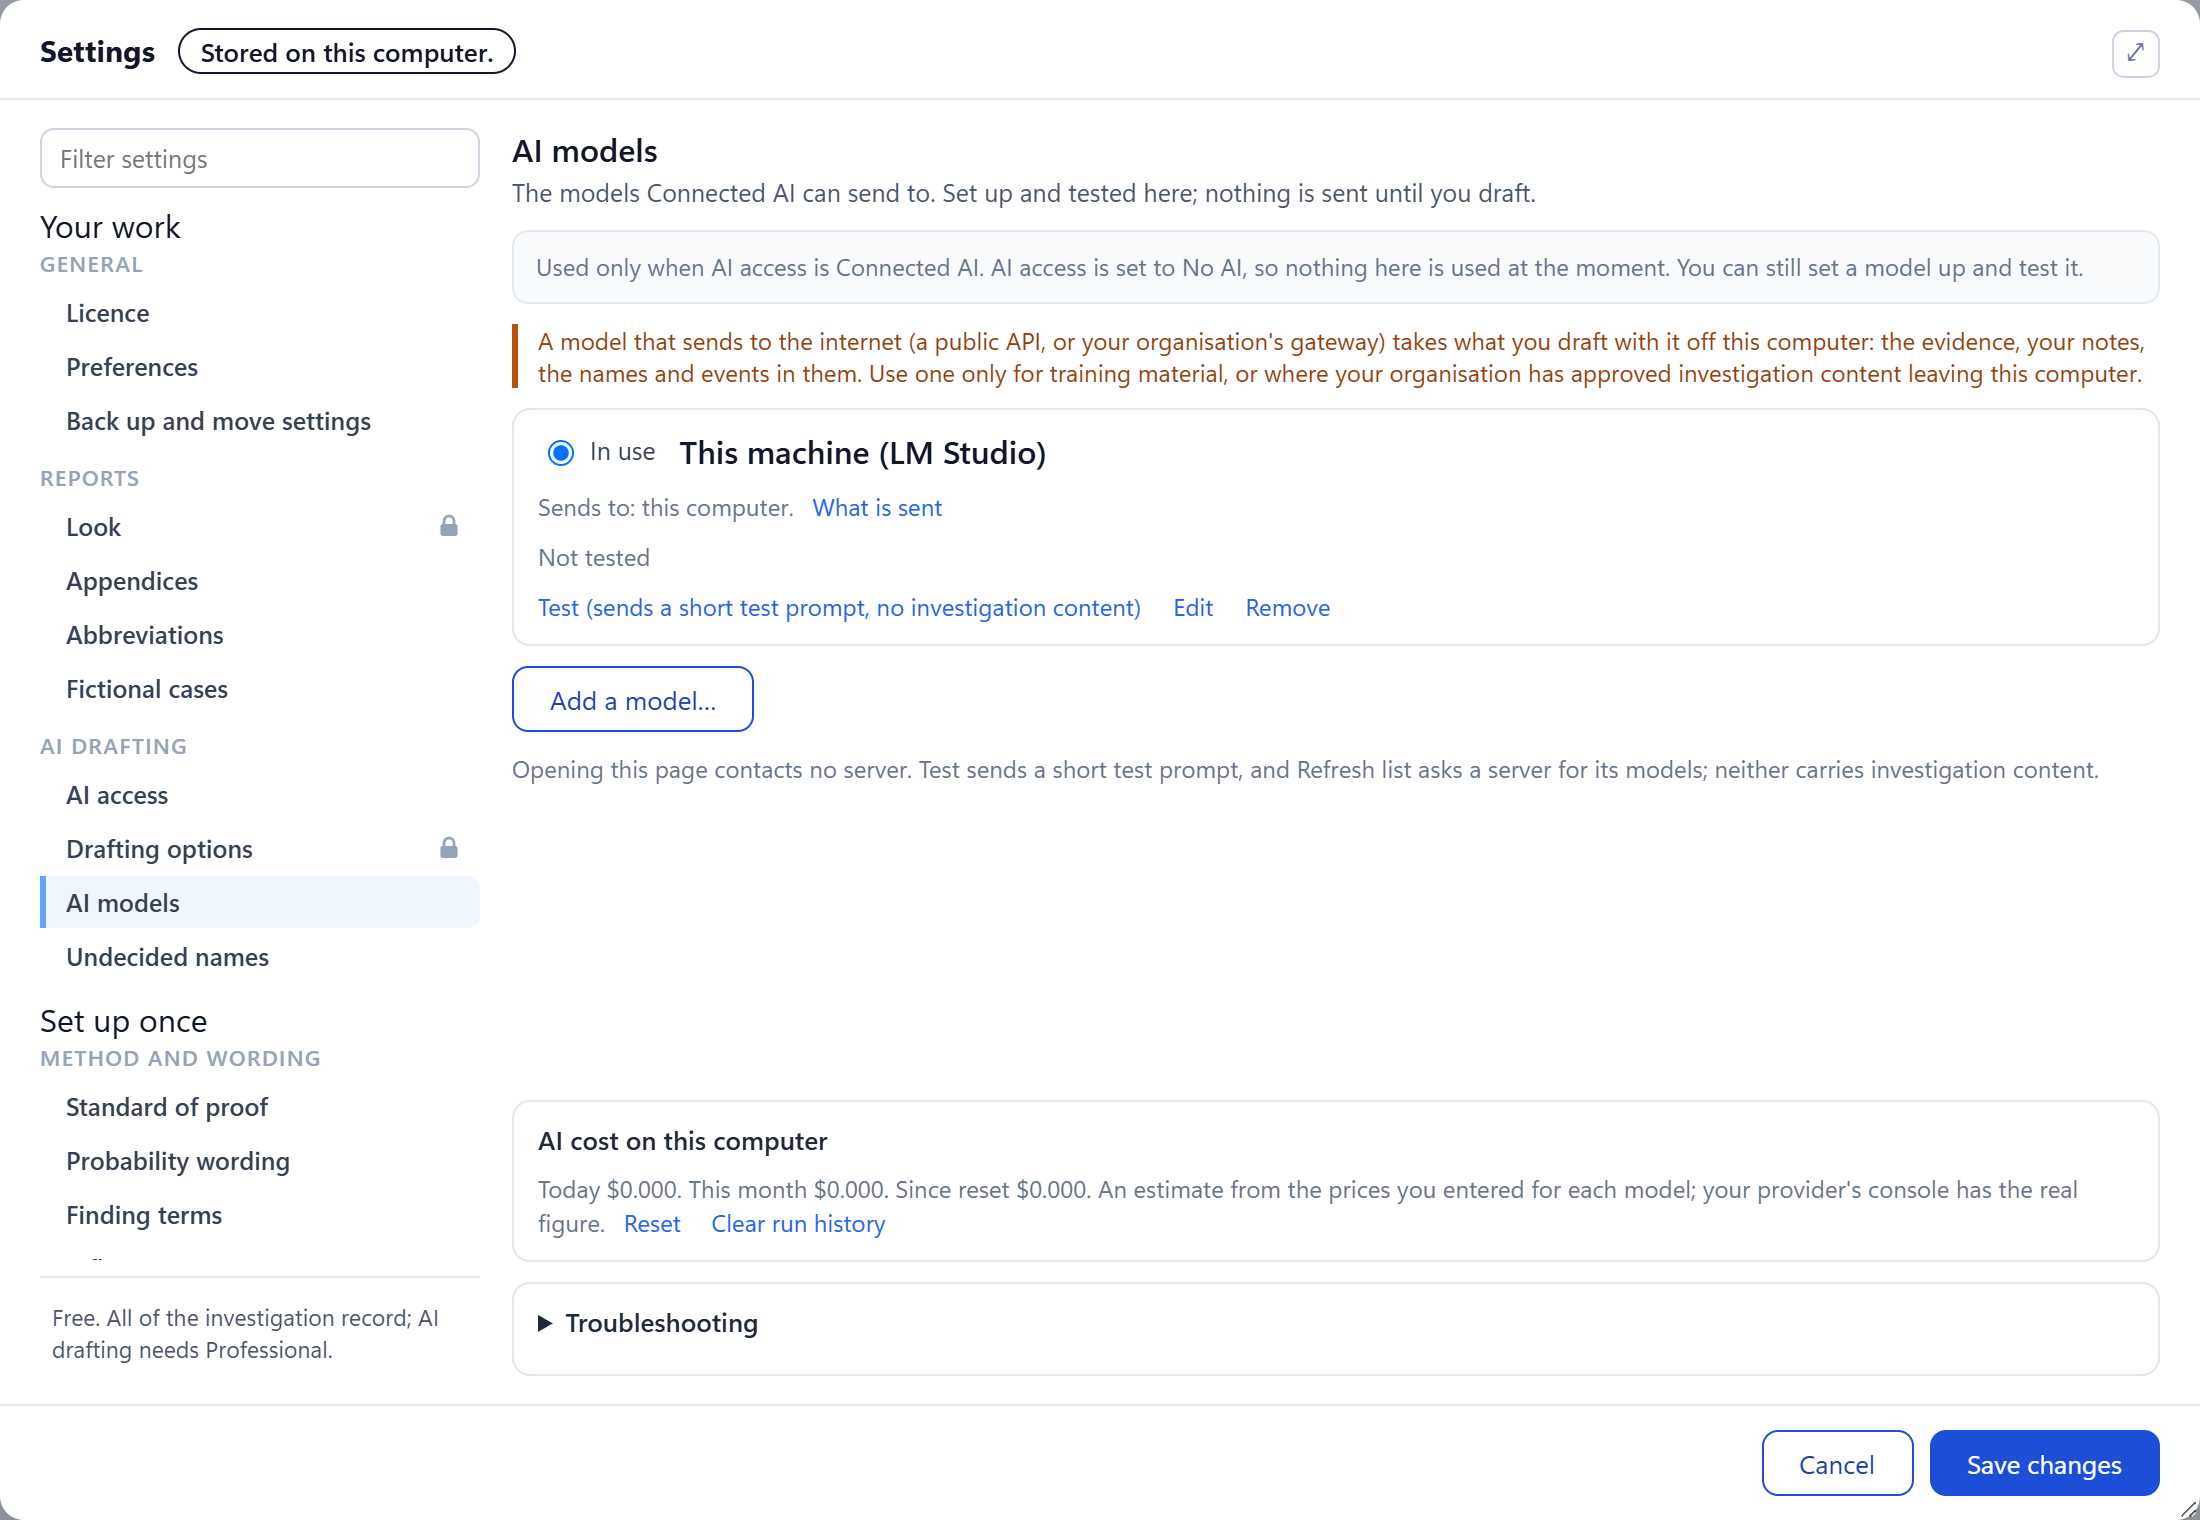 Settings
Stored on this computer.
Filter settings
Your work
GENERAL
Licence
Preferences
Back up and move settings
REPORTS
Look
Appendices
Abbreviations
Fictional cases
AI DRAFTING
AI access
Drafting options
AI models
Undecided names
Set up once
METHOD AND WORDING
Standard of proof
Probability wording
Finding terms
Free. All of the investigation record; AI
drafting needs Professional.
AI models
The models Connected AI can send to. Set up and tested here; nothing is sent until you draft.
Used only when AI access is Connected AI. AI access is set to No AI, so nothing here is used at the moment. You can still set a model up and test it.
A model that sends to the internet (a public API, or your organisation's gateway) takes what you draft with it off this computer: the evidence, your notes,
the names and events in them. Use one only for training material, or where your organisation has approved investigation content leaving this computer.
In use This machine (LM Studio)
Sends to: this computer. What is sent
Not tested
Test (sends a short test prompt, no investigation content) Edit Remove
Add a model...
Opening this page contacts no server. Test sends a short test prompt, and Refresh list asks a server for its models; neither carries investigation content.
AI cost on this computer
Today $0.000. This month $0.000. Since reset $0.000. An estimate from the prices you entered for each model; your provider's console has the real
figure. Reset Clear run history
Troubleshooting
Cancel
Save changes